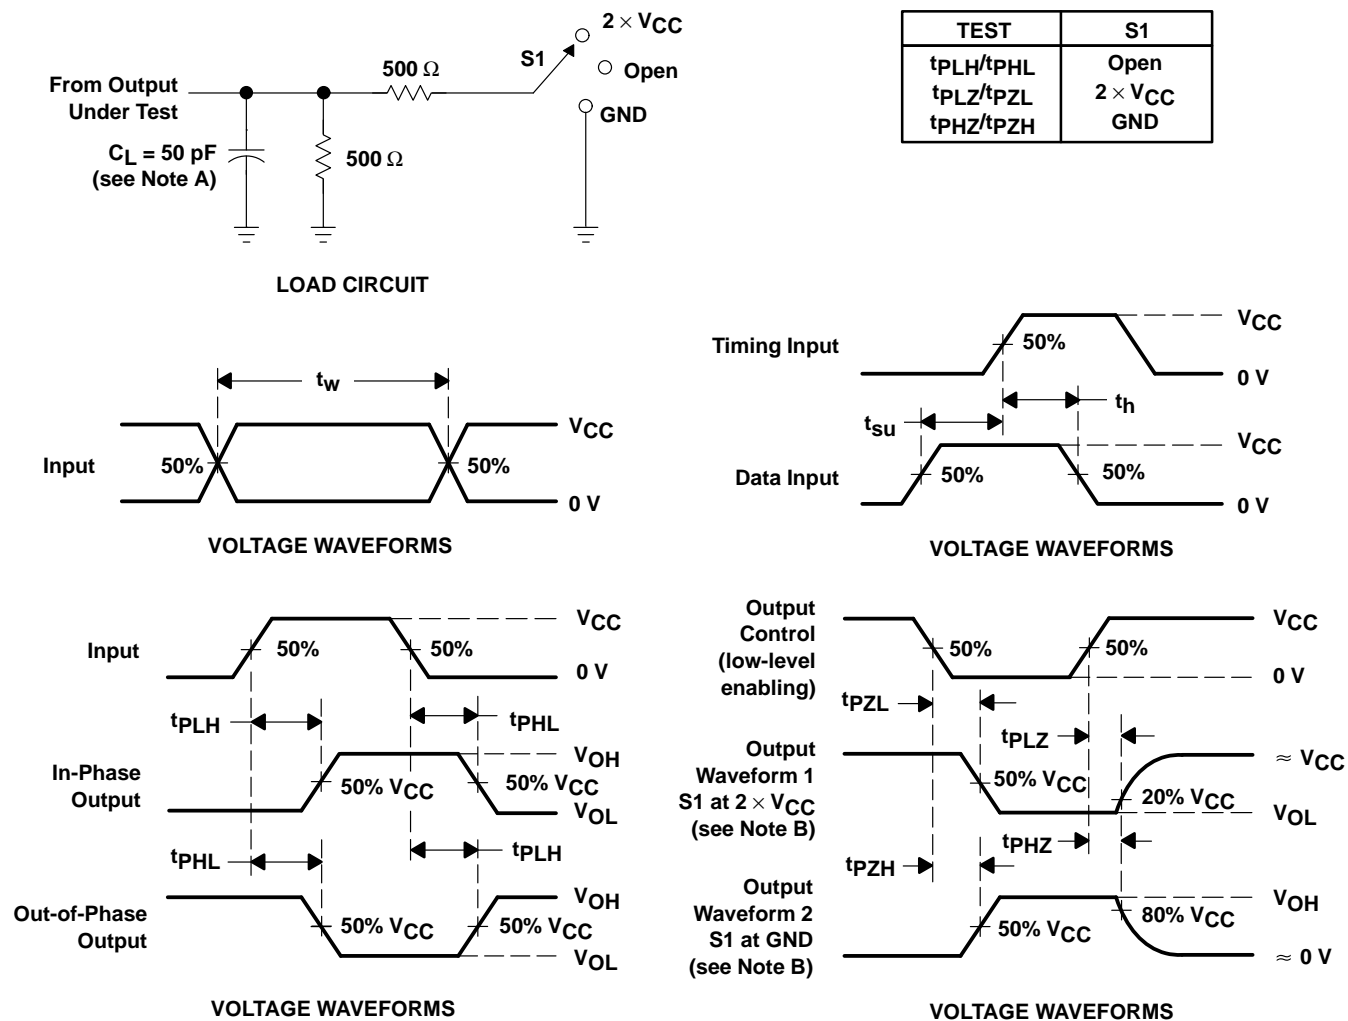 2 × VCC
S1
500 Ω
Open
From Output
Under Test
GND
CL = 50 pF
(see Note A)
500 Ω
LOAD CIRCUIT
TEST S1
tPLH/tPHL Open
tPLZ/tPZL 2 × VCC
tPHZ/tPZH GND
tw
VCC
Input
50%
50%
0 V
VOLTAGE WAVEFORMS
VCC
Timing Input
50%
0 V
th
tsu
VCC
Data Input
50%
50%
0 V
VOLTAGE WAVEFORMS
VCC
Input
50%
50%
0 V
tPLH
tPHL
VOH
In-Phase
Output
50% VCC
50% VCC
VOL
tPHL
tPLH
VOH
Out-of-Phase
Output
50% VCC
50% VCC
VOL
VOLTAGE WAVEFORMS
Output
Control
(low-level
enabling)
VCC
50%
50%
0 V
tPZL
tPLZ
Output
Waveform 1
S1 at 2 × VCC
(see Note B)
≈ VCC
50% VCC
20% VCC
VOL
tPHZ
tPZH
Output
Waveform 2
S1 at GND
(see Note B)
VOH
50% VCC
80% VCC
≈ 0 V
VOLTAGE WAVEFORMS